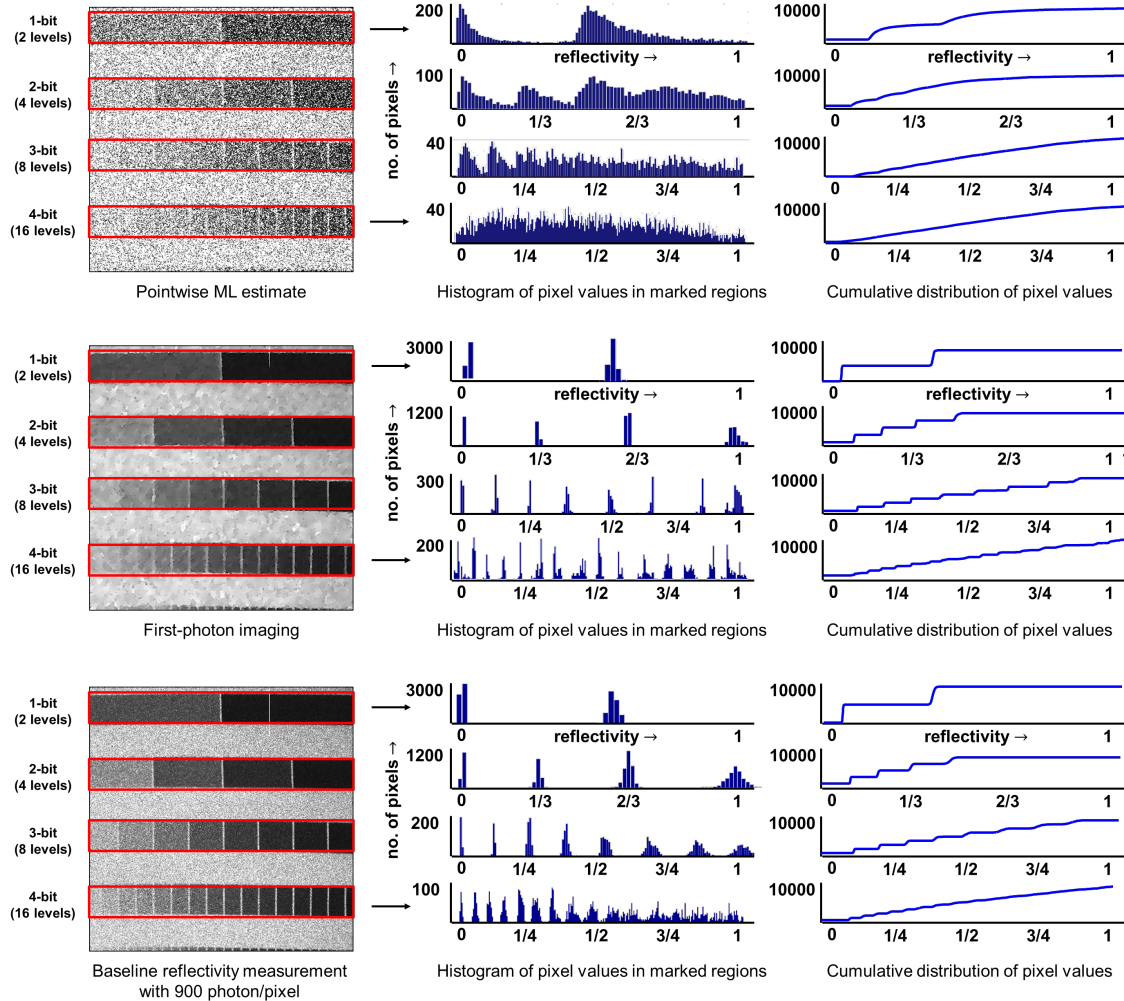 1-bit
(2 levels)
2-bit
(4 levels)
3-bit
(8 levels)
4-bit
(16 levels)
Pointwise ML estimate
no. of pixels →
200
0 reflectivity → 1
100
0 1/3 2/3 1
40
0 1/4 1/2 3/4 1
40
0 1/4 1/2 3/4 1
Histogram of pixel values in marked regions
10000
reflectivity → 1
10000
1/3 2/3 1
10000
1/4 1/2 3/4 1
10000
1/4 1/2 3/4 1
Cumulative distribution of pixel values
1-bit
(2 levels)
2-bit
(4 levels)
3-bit
(8 levels)
4-bit
(16 levels)
First-photon imaging
no. of pixels →
3000
0 reflectivity → 1
1200
0 1/3 2/3 1
300
0 1/4 1/2 3/4 1
200
0 1/4 1/2 3/4 1
Histogram of pixel values in marked regions
10000
reflectivity → 1
10000
1/3 2/3 1
10000
1/4 1/2 3/4 1
10000
1/4 1/2 3/4 1
Cumulative distribution of pixel values
1-bit
(2 levels)
2-bit
(4 levels)
3-bit
(8 levels)
4-bit
(16 levels)
Baseline reflectivity measurement
with 900 photon/pixel
no. of pixels →
3000
0 reflectivity → 1
1200
0 1/3 2/3 1
200
0 1/4 1/2 3/4 1
100
0 1/4 1/2 3/4 1
Histogram of pixel values in marked regions
10000
reflectivity → 1
10000
1/3 2/3 1
10000
1/4 1/2 3/4 1
10000
1/4 1/2 3/4 1
Cumulative distribution of pixel values